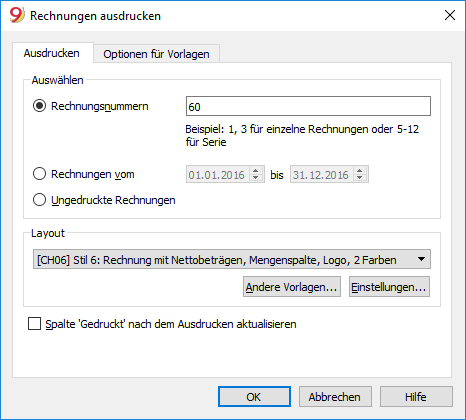 Rechnungen ausdrucken
Ausdrucken
Optionen für Vorlagen
Auswählen
Rechnungsnummern
60
Beispiel: 1, 3 für einzelne Rechnungen oder 5-12
für Serie
Rechnungen vom
01.01.2016
bis
31.12.2016
Ungedruckte Rechnungen
Layout
[CH06] Stil 6: Rechnung mit Nettobeträgen, Mengenspalte, Logo, 2 Farben
Andere Vorlagen...
Einstellungen...
Spalte 'Gedruckt' nach dem Ausdrucken aktualisieren
OK
Abbrechen
Hilfe